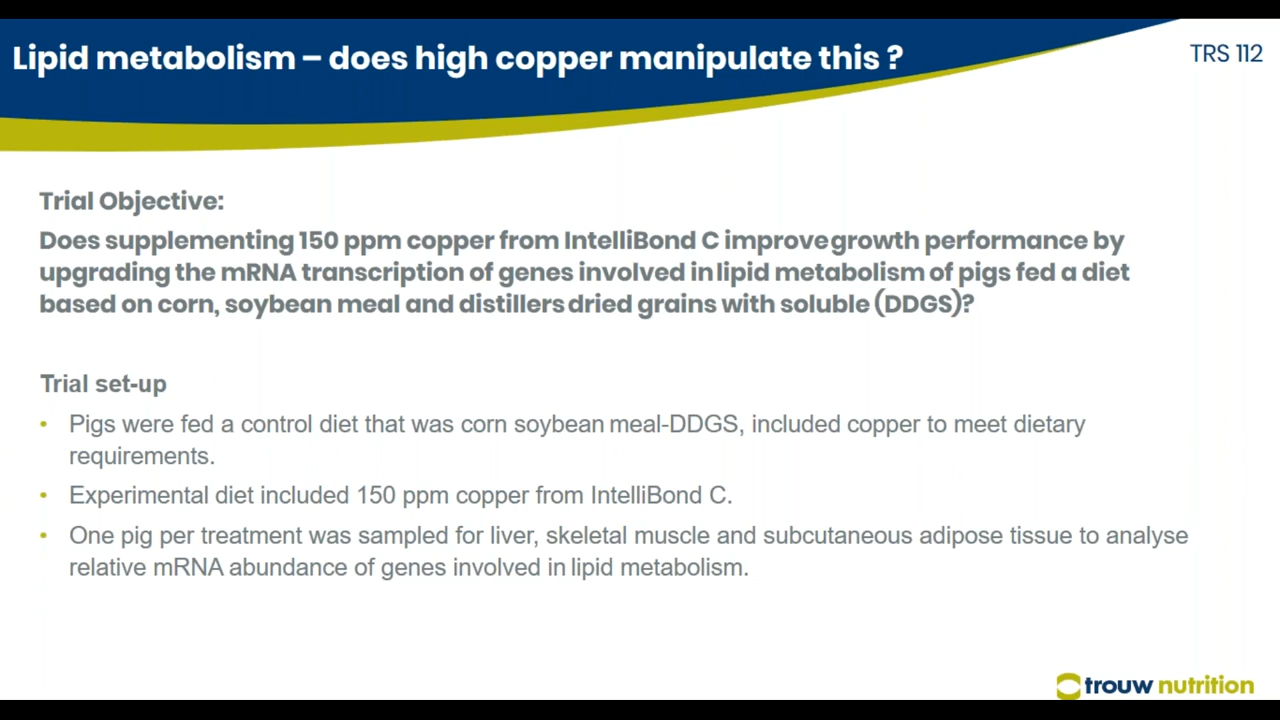 Lipid metabolism – does high copper manipulate this ?
TRS 112
Trial Objective:
Does supplementing 150 ppm copper from IntelliBond C improve growth performance by
upgrading the mRNA transcription of genes involved in lipid metabolism of pigs fed a diet
based on corn, soybean meal and distillers dried grains with soluble (DDGS)?
Trial set-up
• Pigs were fed a control diet that was corn soybean meal-DDGS, included copper to meet dietary
requirements.
• Experimental diet included 150 ppm copper from IntelliBond C.
• One pig per treatment was sampled for liver, skeletal muscle and subcutaneous adipose tissue to analyse
relative mRNA abundance of genes involved in lipid metabolism.
trouw nutrition